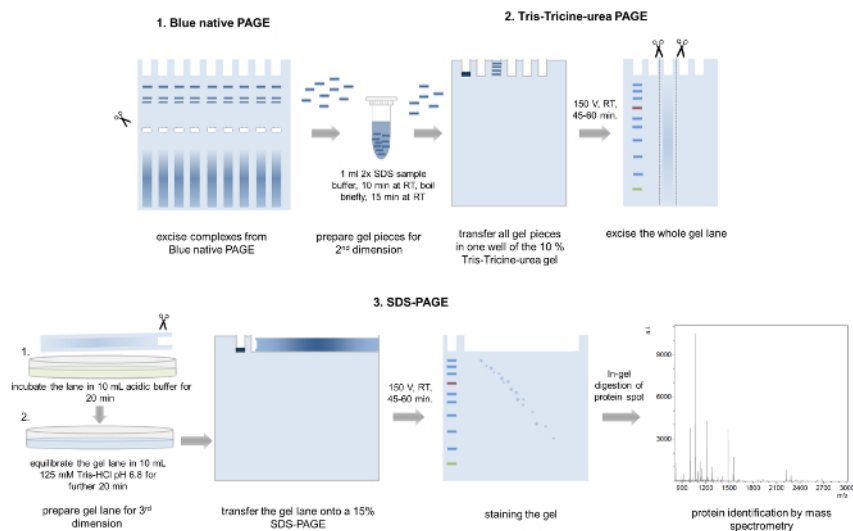 1. Blue native PAGE
2. Tris-Tricine-urea PAGE
1 ml 2x SDS sample
buffer, 10 min at RT, boil
briefly, 15 min at RT
150 V, RT,
45-60 min.
excise complexes from
Blue native PAGE
prepare gel pieces for
2nd dimension
transfer all gel pieces
in one well of the 10 %
Tris-Tricine-urea gel
excise the whole gel lane
3. SDS-PAGE
1.
incubate the lane in 10 mL acidic buffer for
20 min
2.
equilibrate the gel lane in 10 mL
125 mM Tris-HCl pH 6.8 for
further 20 min
150 V, RT,
45-60 min.
In-gel
digestion of
protein spot
9000
6000
3000
600 900 1200 1500 1800 2100 2400 2700 3000
m/z
prepare gel lane for 3rd
dimension
transfer the gel lane onto a 15%
SDS-PAGE
staining the gel
protein identification by mass
spectrometry